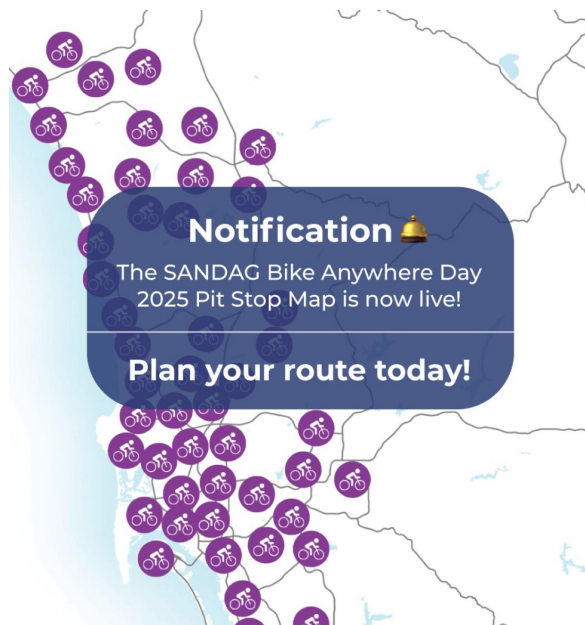 Notification🛎️
The SANDAG Bike Anywhere Day
2025 Pit Stop Map is now live!
Plan your route today!